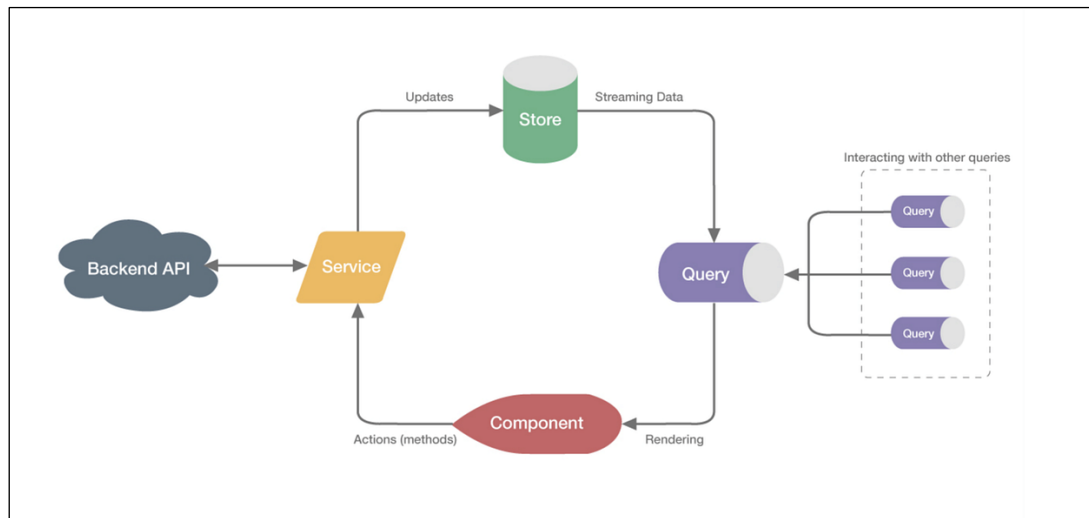 Updates
Store
Streaming Data
Interacting with other queries
Query
Backend API
Service
Query
Query
Query
Actions (methods)
Component
Rendering